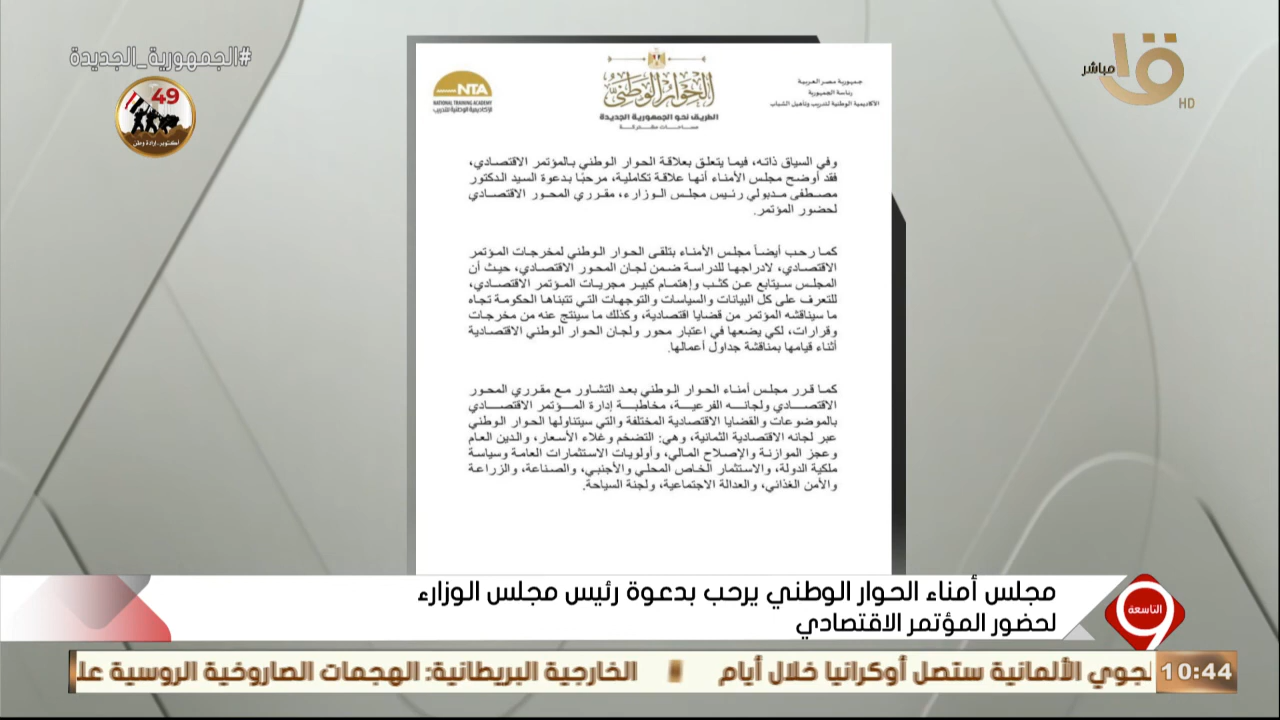 #الجمهورية_الجديدة
49
أكتوبر.. إرادة وطن
مباشر
HD
NTA
NATIONAL TRAINING ACADEMY
الأكاديمية الوطنية للتدريب
الحوار الوطني
الطريق نحو الجمهورية الجديدة
مساحات مشتركة
جمهورية مصر العربية
رئاسة الجمهورية
الأكاديمية الوطنية لتدريب وتأهيل الشباب
وفي السياق ذاته، فيما يتعلق بعلاقة الحوار الوطني بالمؤتمر الاقتصادي،
فقد أوضح مجلس الأمناء أنها علاقة تكاملية، مرحبًا بدعوة السيد الدكتور
مصطفى مدبولي رئيس مجلس الوزارء، مقرري المحور الاقتصادي
لحضور المؤتمر.
كما رحب أيضاً مجلس الأمناء بتلقى الحوار الوطني لمخرجات المؤتمر
الاقتصادي، لادراجها للدراسة ضمن لجان المحور الاقتصادي، حيث أن
المجلس سيتابع عن كثب وإهتمام كبير مجريات المؤتمر الاقتصادي،
للتعرف على كل البيانات والسياسات والتوجهات التي تتبناها الحكومة تجاه
ما سيناقشه المؤتمر من قضايا اقتصادية، وكذلك ما سينتج عنه من مخرجات
وقرارات، لكي يضعها في اعتبار محور ولجان الحوار الوطني الاقتصادية
أثناء قيامها بمناقشة جداول أعمالها.
كما قرر مجلس أمناء الحوار الوطني بعد التشاور مع مقرري المحور
الاقتصادي ولجانه الفرعية، مخاطبة إدارة المؤتمر الاقتصادي
بالموضوعات والقضايا الاقتصادية المختلفة والتي سيتناولها الحوار الوطني
عبر لجانه الاقتصادية الثمانية، وهي: التضخم وغلاء الأسعار، والدين العام
وعجز الموازنة والإصلاح المالي، وأولويات الاستثمارات العامة وسياسة
ملكية الدولة، والاستثمار الخاص المحلي والأجنبي، والصناعة، والزراعة
والأمن الغذائي، والعدالة الاجتماعية، ولجنة السياحة.
مجلس أمناء الحوار الوطني يرحب بدعوة رئيس مجلس الوزراء
لحضور المؤتمر الاقتصادي
التاسعة
10:44
لجوي الألمانية ستصل أوكرانيا خلال أيام الخارجية البريطانية: الهجمات الصاروخية الروسية عل